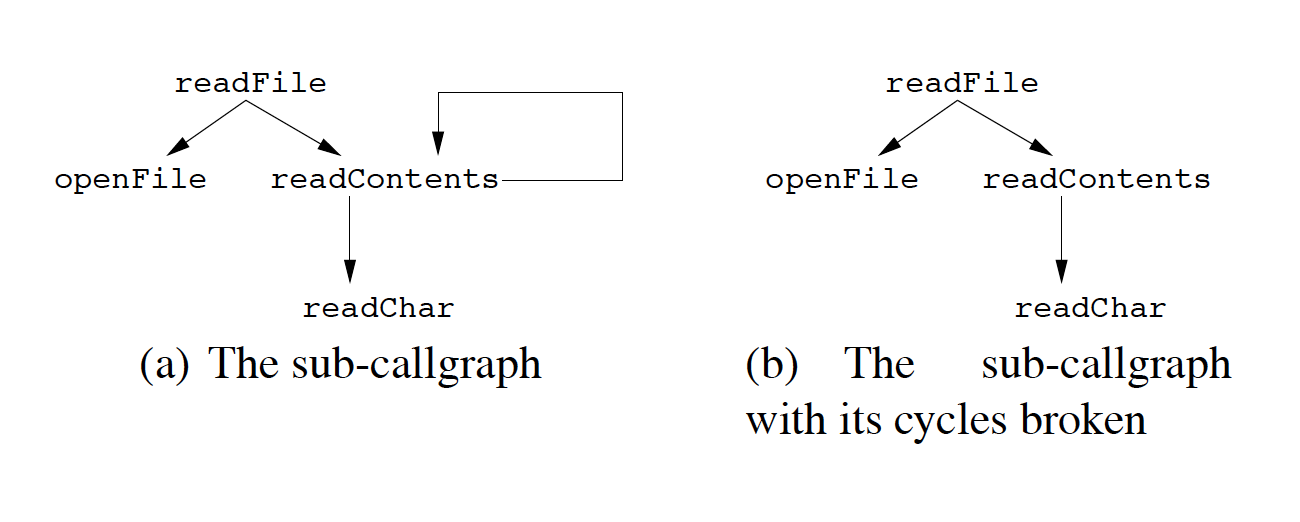 readFile
openFile readContents
readChar
(a) The sub-callgraph
readFile
openFile readContents
readChar
(b) The sub-callgraph
with its cycles broken